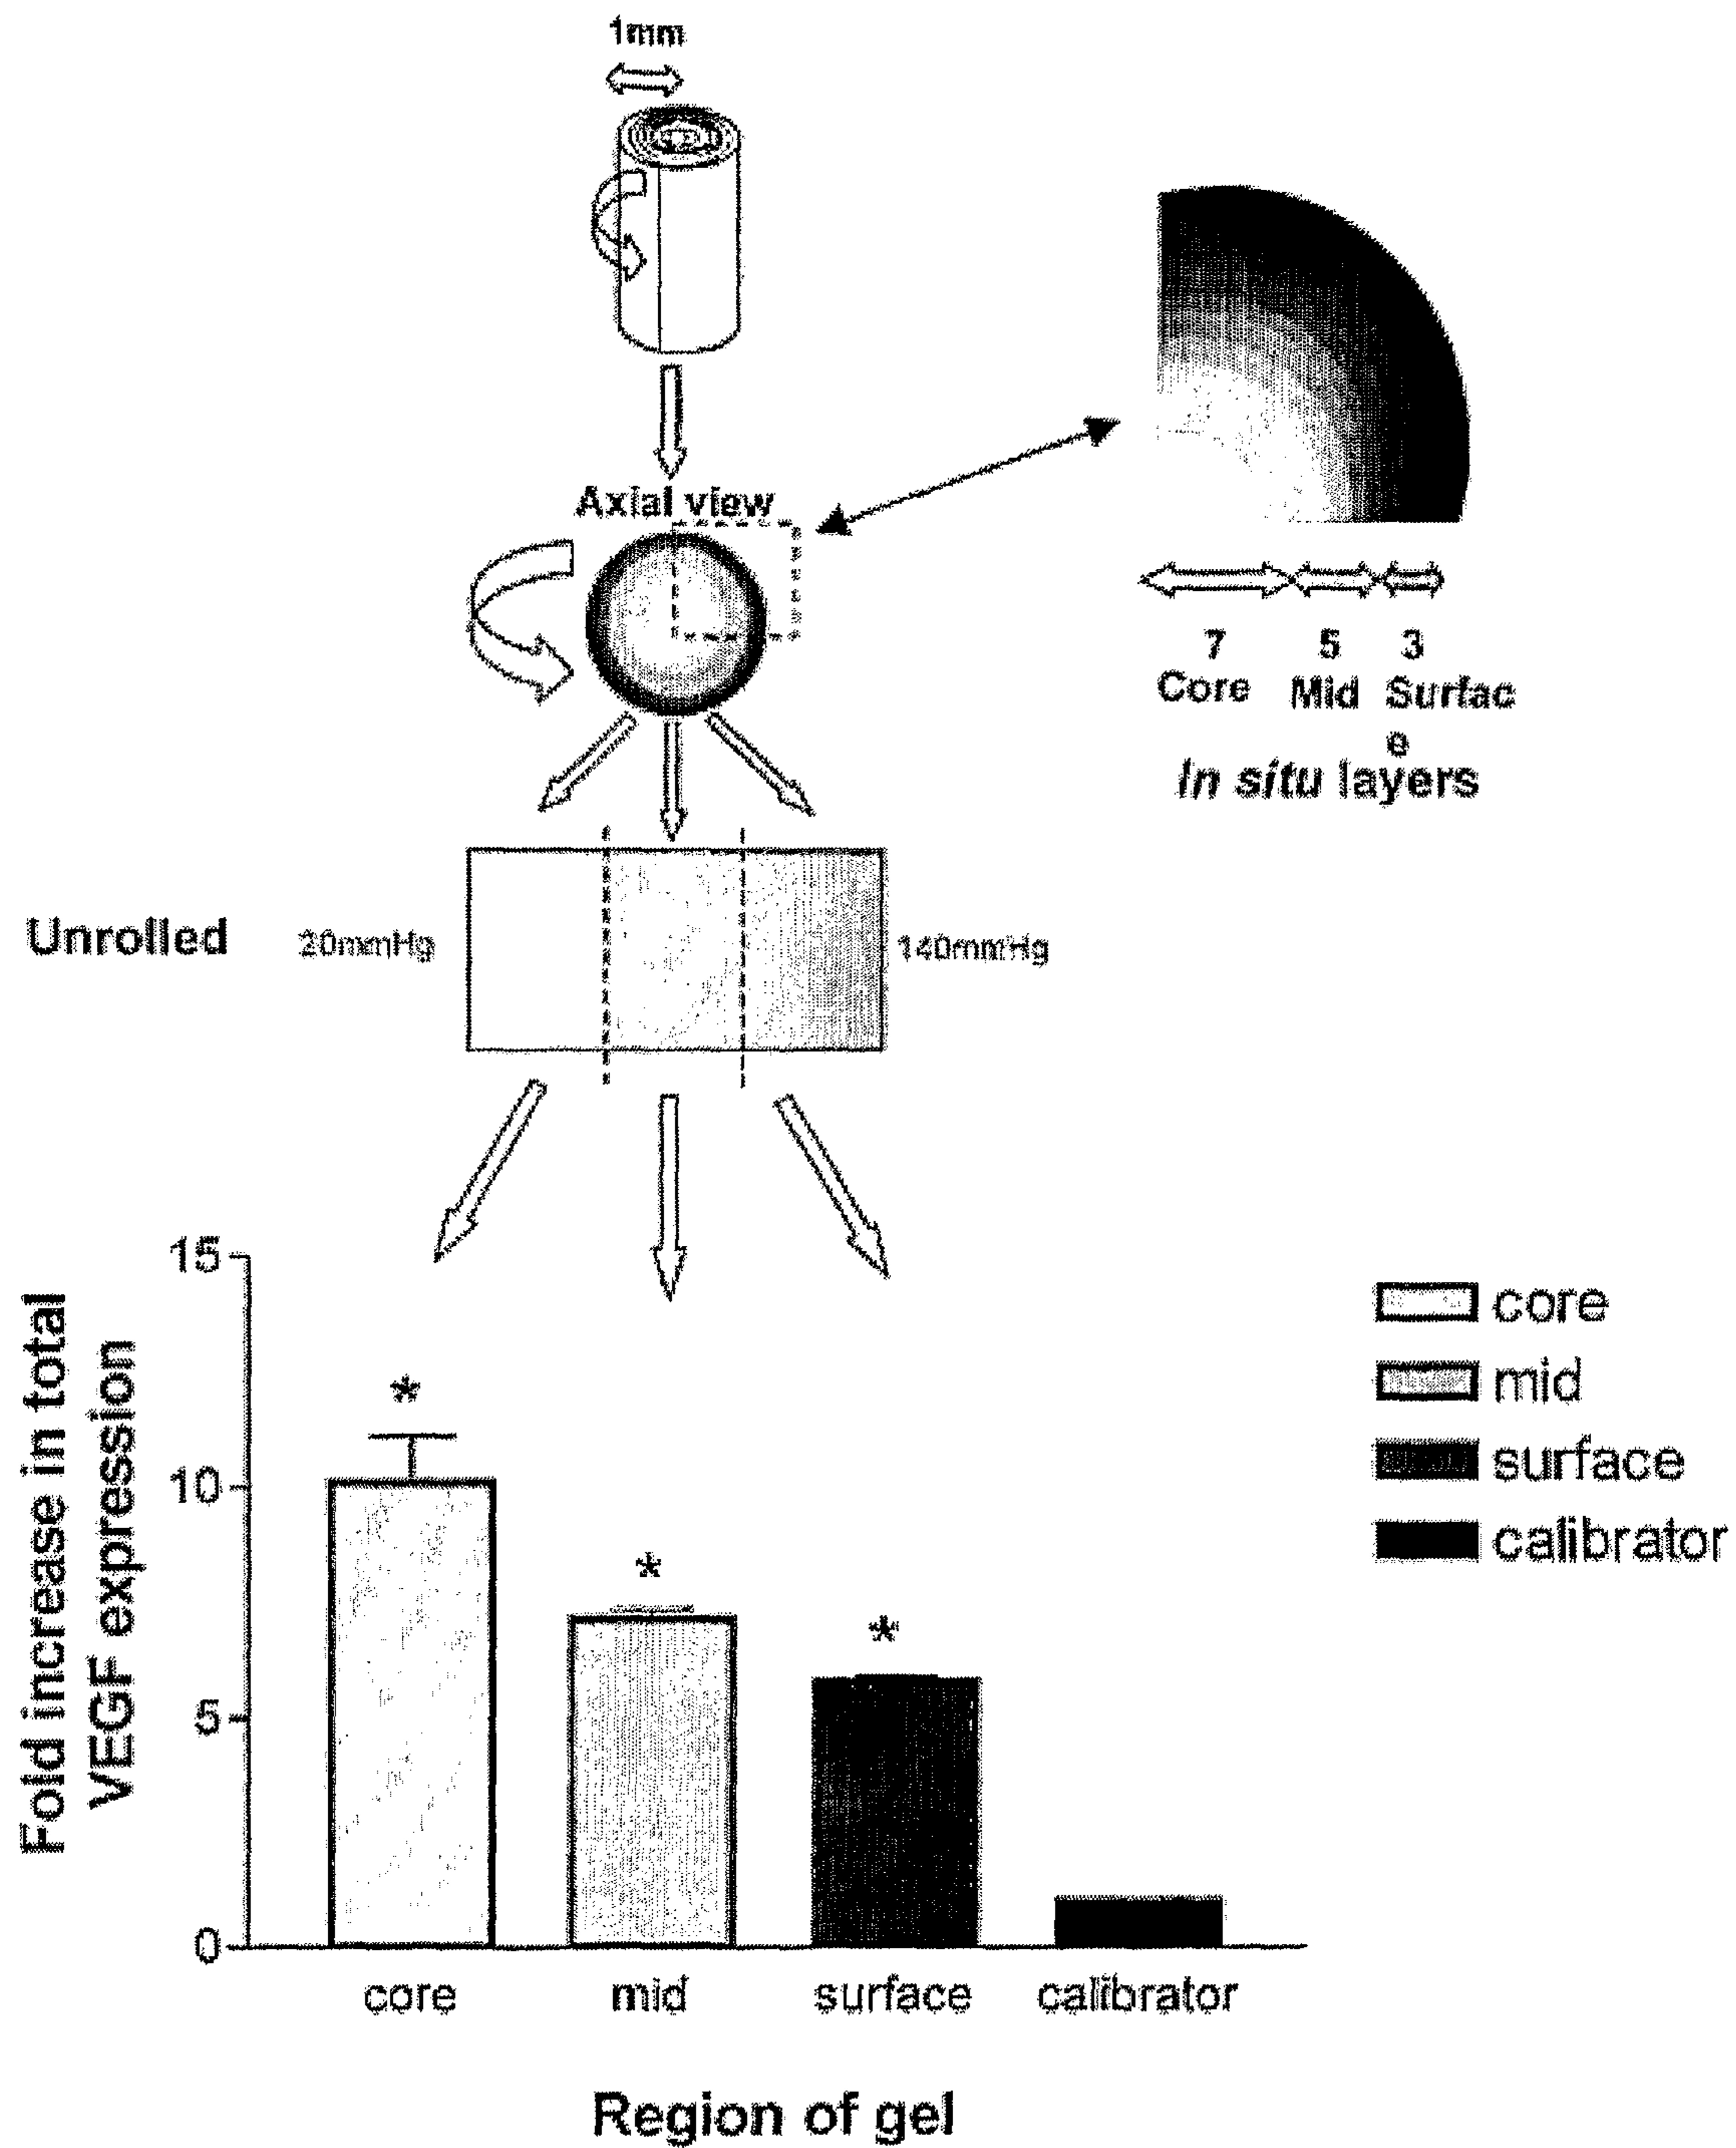 1mm
Axial view
7 5 3
Core Mid Surfac
e
In situ layers
Unrolled 20mmHg 140mmHg
15
10
5
0
Fold increase in total
VEGF expression
*
*
*
core
mid
surface
calibrator
core mid surface calibrator
Region of gel